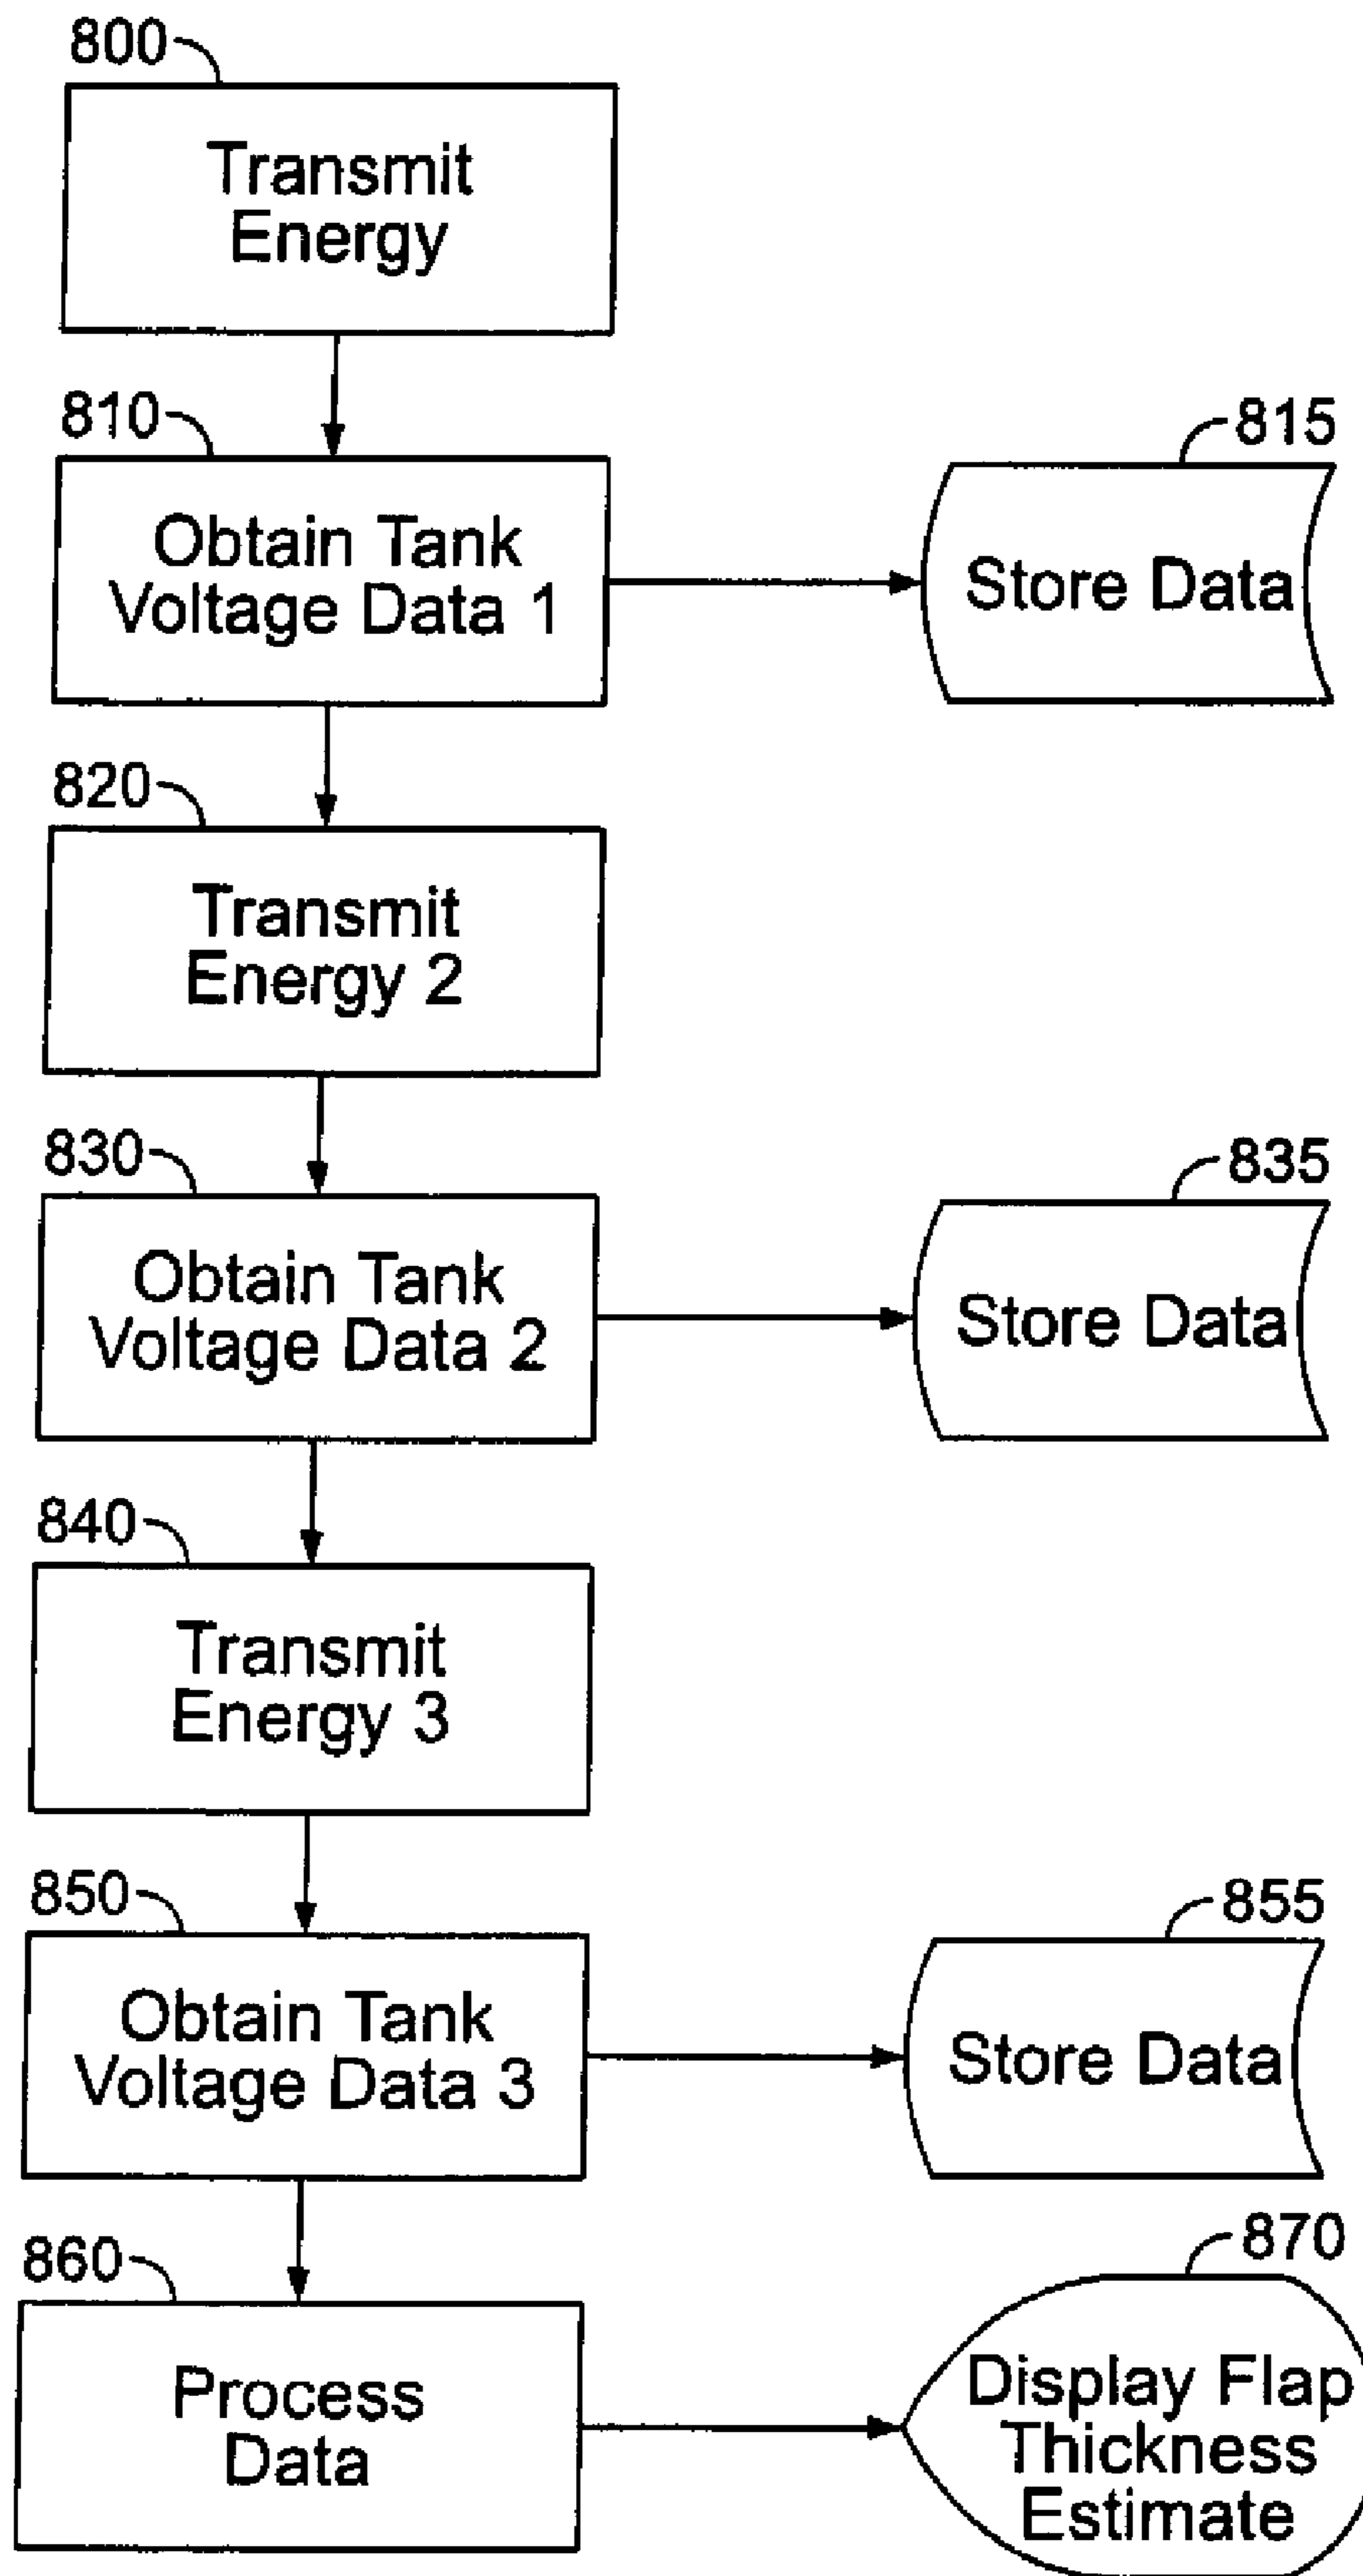 800
Transmit
Energy
810
Obtain Tank
Voltage Data 1
815
Store Data
820
Transmit
Energy 2
830
Obtain Tank
Voltage Data 2
835
Store Data
840
Transmit
Energy 3
850
Obtain Tank
Voltage Data 3
855
Store Data
860
Process
Data
870
Display Flap
Thickness
Estimate